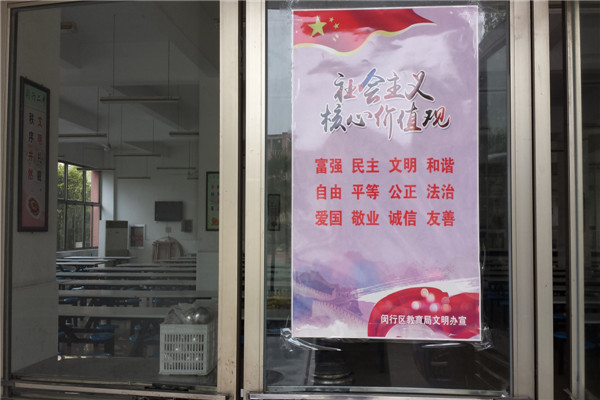 社会主义
核心价值观
富强 民主 文明 和谐
自由 平等 公正 法治
爱国 敬业 诚信 友善
闵行区教育局文明办宣